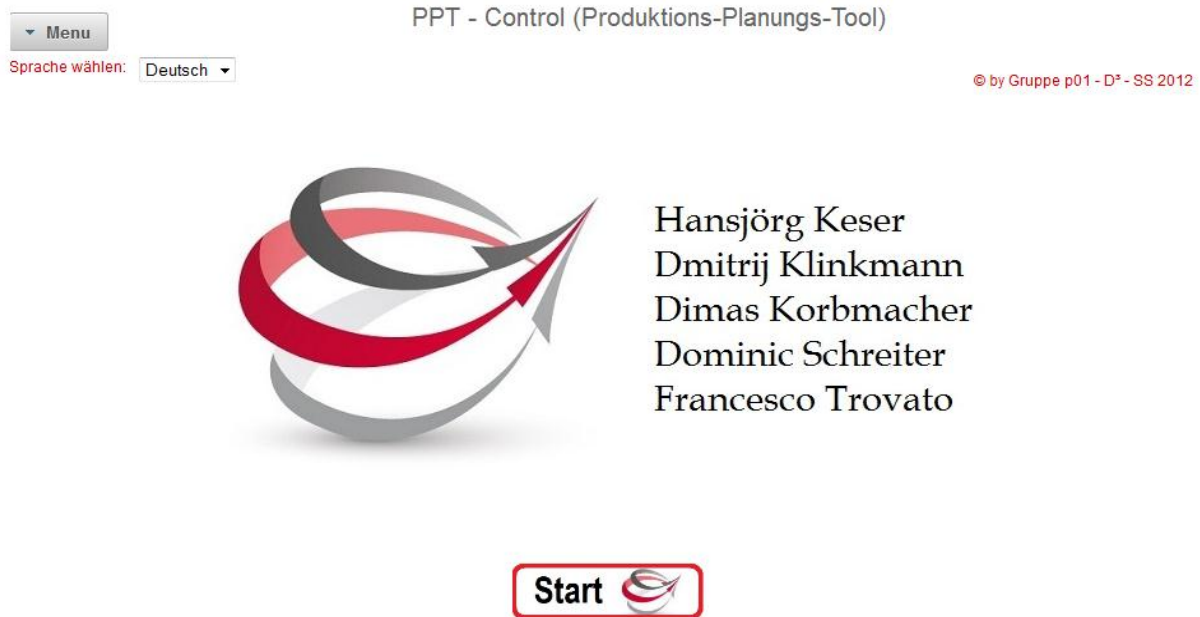 PPT - Control (Produktions-Planungs-Tool)
Menu
Sprache wählen: Deutsch
© by Gruppe p01 - D³ - SS 2012
Hansjörg Keser
Dmitrij Klinkmann
Dimas Korbmacher
Dominic Schreiter
Francesco Trovato
Start